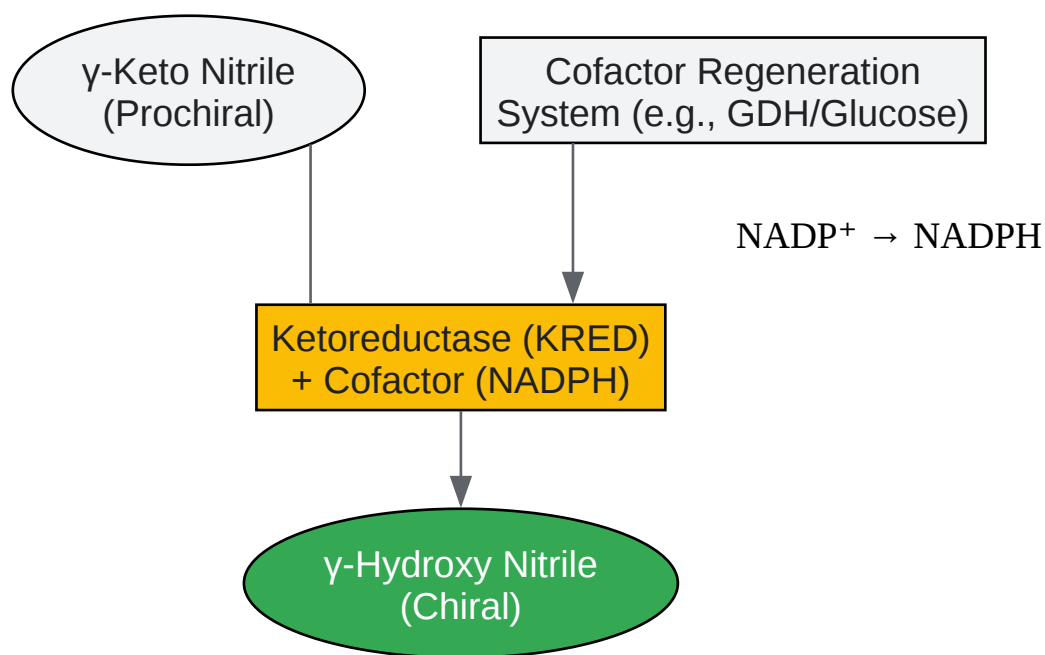 γ-Keto Nitrile
(Prochiral)
Cofactor Regeneration
System (e.g., GDH/Glucose)
NADP⁺ → NADPH
Ketoreductase (KRED)
+ Cofactor (NADPH)
γ-Hydroxy Nitrile
(Chiral)